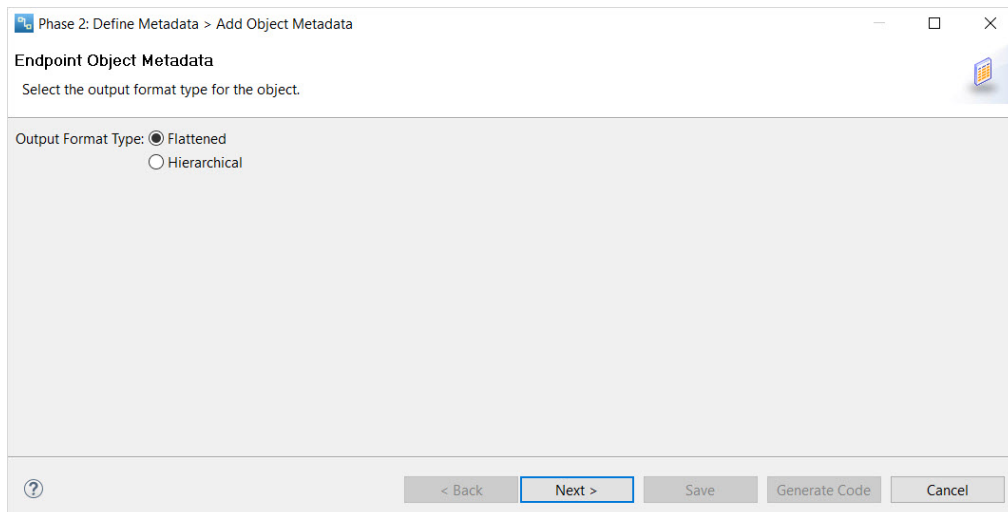 Phase 2: Define Metadata > Add Object Metadata
Endpoint Object Metadata
Select the output format type for the object.
Output Format Type: Flattened
Hierarchical
? < Back Next > Save Generate Code Cancel